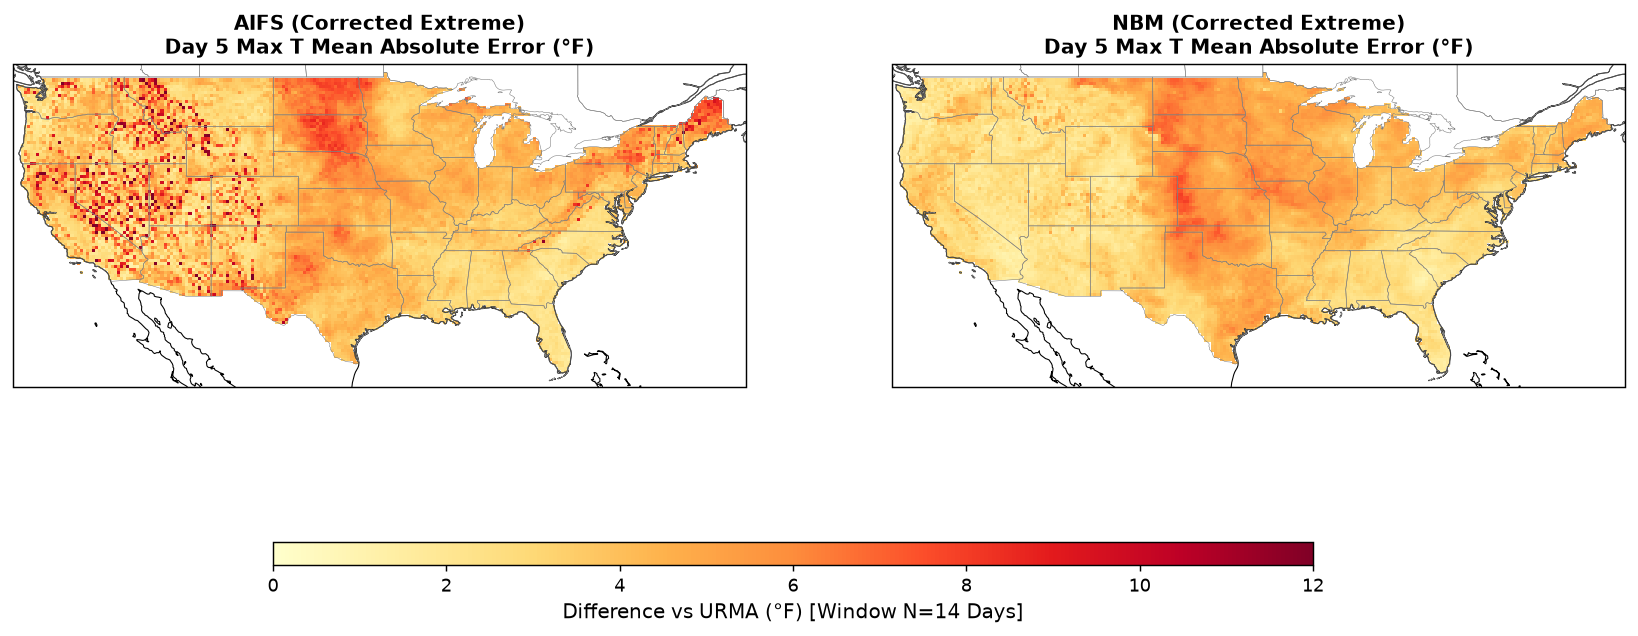 AIFS (Corrected Extreme)
Day 5 Max T Mean Absolute Error (°F)
NBM (Corrected Extreme)
Day 5 Max T Mean Absolute Error (°F)
0 2 4 6 8 10 12
Difference vs URMA (°F) [Window N=14 Days]